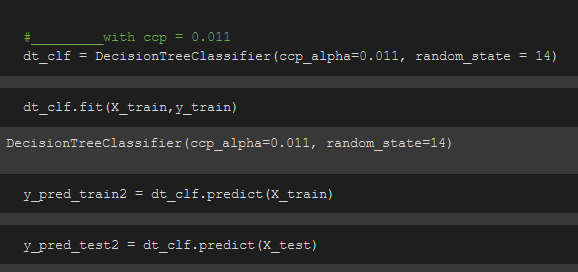 #_________with ccp = 0.011
dt_clf = DecisionTreeClassifier(ccp_alpha=0.011, random_state = 14)
dt_clf.fit(X_train,y_train)
DecisionTreeClassifier(ccp_alpha=0.011, random_state=14)
y_pred_train2 = dt_clf.predict(X_train)
y_pred_test2 = dt_clf.predict(X_test)